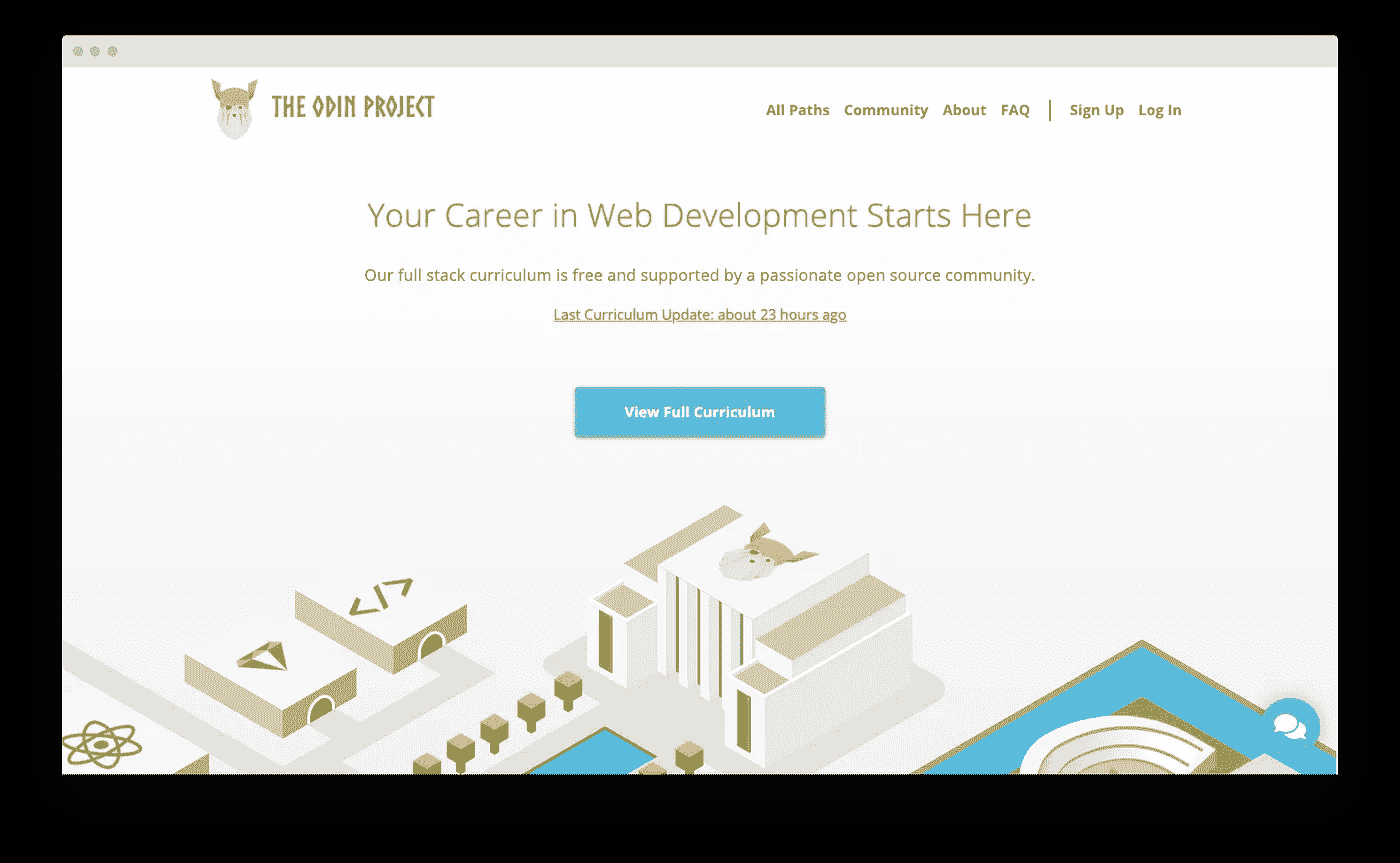 THE ODIN PROJECT
All Paths Community About FAQ | Sign Up Log In
Your Career in Web Development Starts Here
Our full stack curriculum is free and supported by a passionate open source community.
Last Curriculum Update: about 23 hours ago
View Full Curriculum
</>